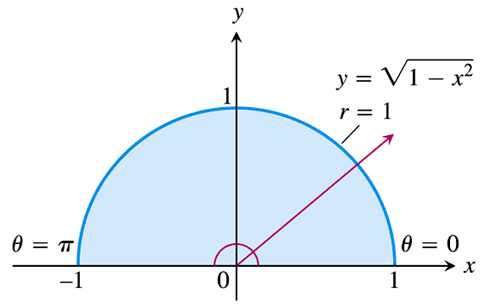 y
y = √1 − x²
1
r = 1
θ = π
θ = 0
−1
0
1
x